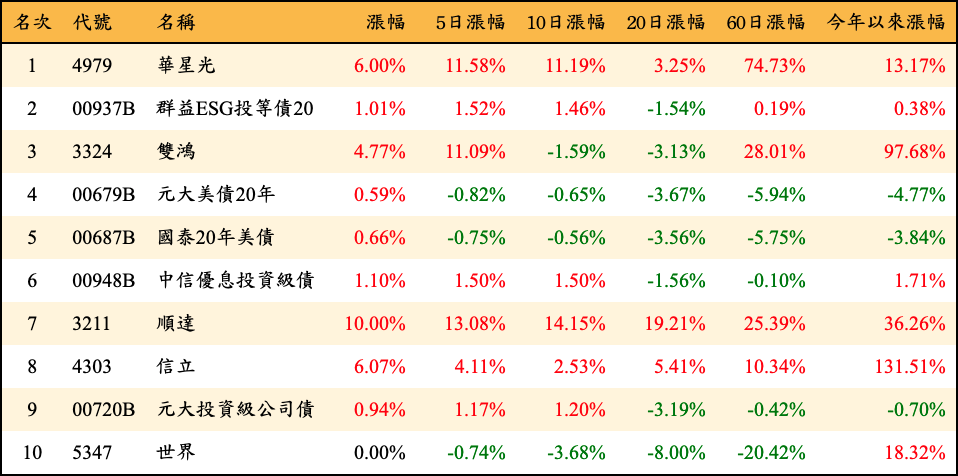 名次 代號 名稱 漲幅 5日漲幅 10日漲幅 20日漲幅 60日漲幅 今年以來漲幅
1 4979 華星光 6.00% 11.58% 11.19% 3.25% 74.73% 13.17%
2 00937B 群益ESG投等債20 1.01% 1.52% 1.46% -1.54% 0.19% 0.38%
3 3324 雙鴻 4.77% 11.09% -1.59% -3.13% 28.01% 97.68%
4 00679B 元大美債20年 0.59% -0.82% -0.65% -3.67% -5.94% -4.77%
5 00687B 國泰20年美債 0.66% -0.75% -0.56% -3.56% -5.75% -3.84%
6 00948B 中信優息投資級債 1.10% 1.50% 1.50% -1.56% -0.10% 1.71%
7 3211 順達 10.00% 13.08% 14.15% 19.21% 25.39% 36.26%
8 4303 信立 6.07% 4.11% 2.53% 5.41% 10.34% 131.51%
9 00720B 元大投資級公司債 0.94% 1.17% 1.20% -3.19% -0.42% -0.70%
10 5347 世界 0.00% -0.74% -3.68% -8.00% -20.42% 18.32%